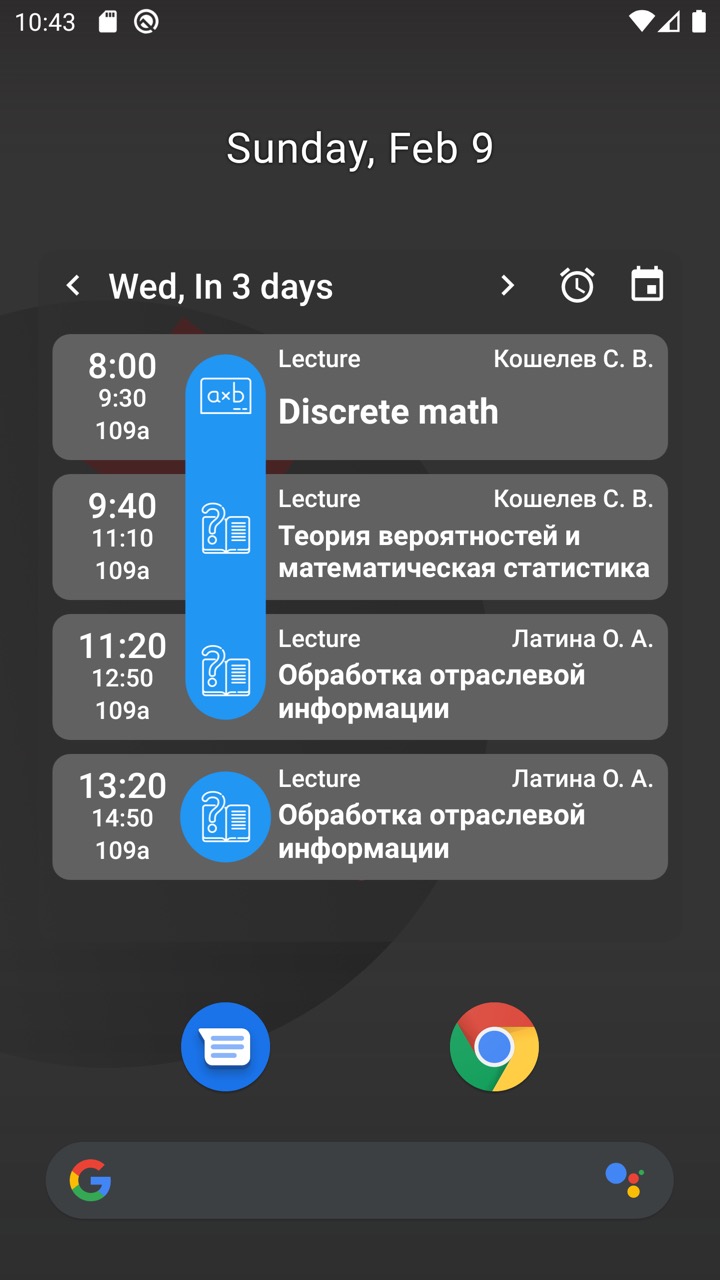 10:43
Sunday, Feb 9
Wed, In 3 days
8:00
9:30
109a
a×b
Lecture
Кошелев С. В.
Discrete math
9:40
11:10
109a
Lecture
Кошелев С. В.
Теория вероятностей и
математическая статистика
11:20
12:50
109a
Lecture
Латина О. А.
Обработка отраслевой
информации
13:20
14:50
109a
Lecture
Латина О. А.
Обработка отраслевой
информации